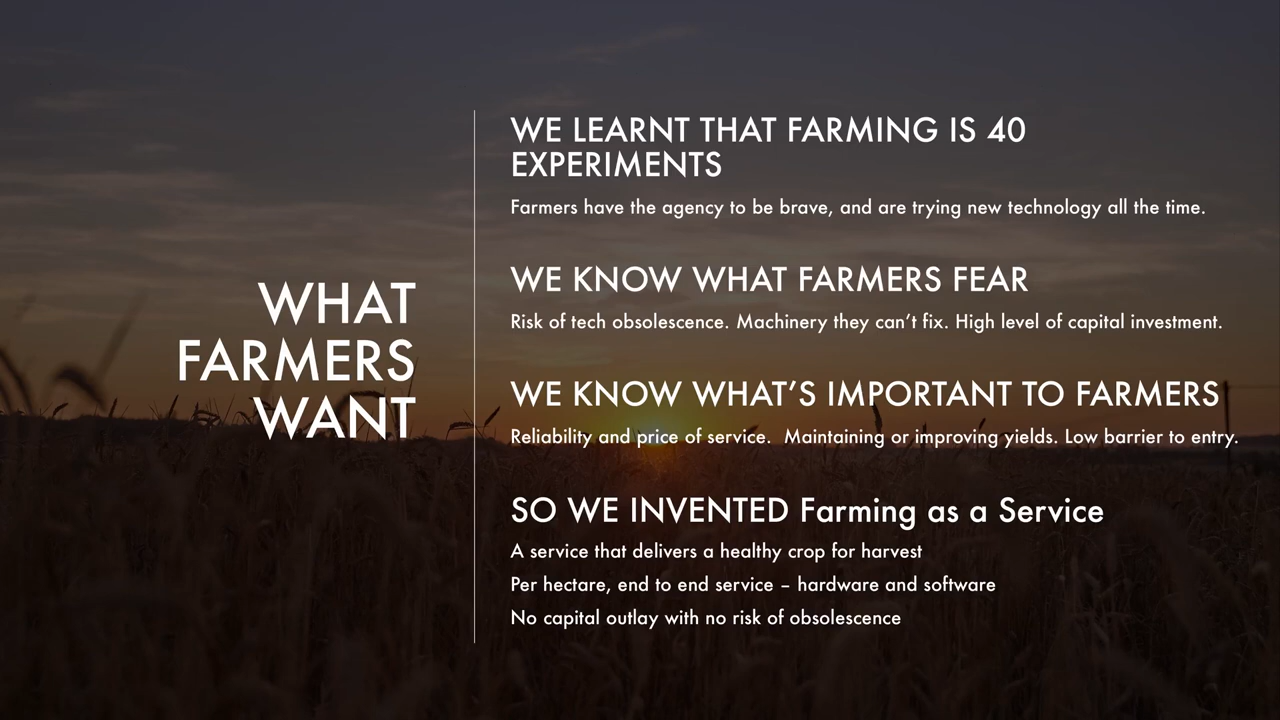 WHAT
FARMERS
WANT
WE LEARNT THAT FARMING IS 40
EXPERIMENTS
Farmers have the agency to be brave, and are trying new technology all the time.
WE KNOW WHAT FARMERS FEAR
Risk of tech obsolescence. Machinery they can’t fix. High level of capital investment.
WE KNOW WHAT’S IMPORTANT TO FARMERS
Reliability and price of service.  Maintaining or improving yields. Low barrier to entry.
SO WE INVENTED Farming as a Service
A service that delivers a healthy crop for harvest
Per hectare, end to end service – hardware and software
No capital outlay with no risk of obsolescence